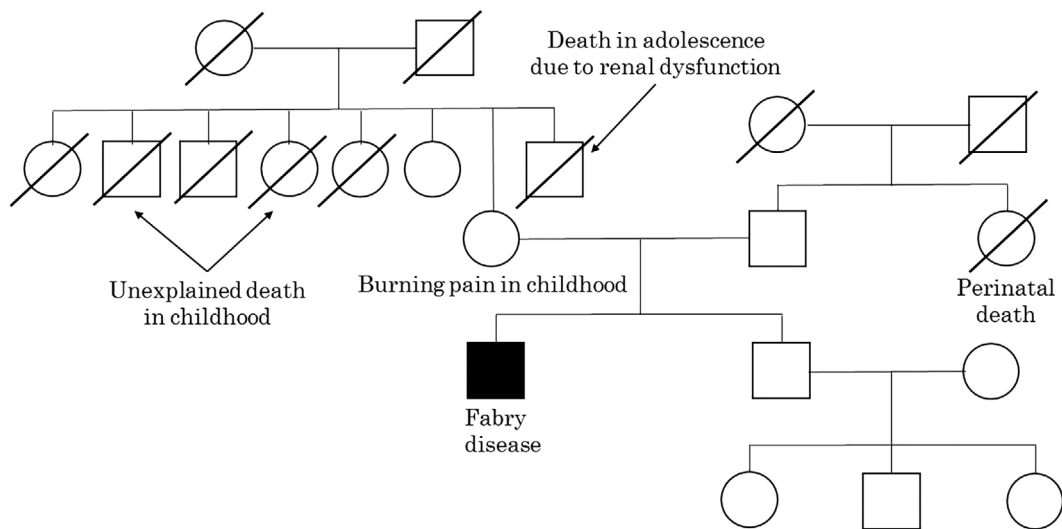 Death in adolescence
due to renal dysfunction
Unexplained death
in childhood
Burning pain in childhood
Perinatal
death
Fabry
disease